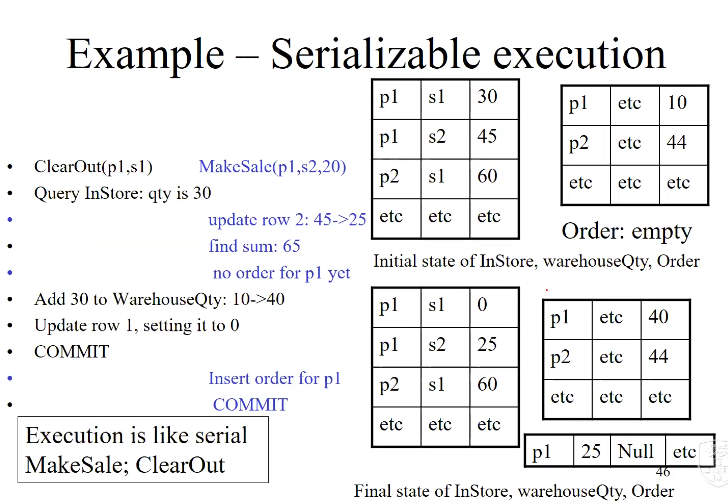 Example – Serializable execution
ClearOut(p1,s1) MakeSale(p1,s2,20)
Query InStore: qty is 30
update row 2: 45->25
find sum: 65
no order for p1 yet
Add 30 to WarehouseQty: 10->40
Update row 1, setting it to 0
COMMIT
Insert order for p1
COMMIT
Execution is like serial
MakeSale; ClearOut
p1 s1 30
p1 s2 45
p2 s1 60
etc etc etc
p1 etc 10
p2 etc 44
etc etc etc
Order: empty
Initial state of InStore, warehouseQty, Order
p1 s1 0
p1 s2 25
p2 s1 60
etc etc etc
p1 etc 40
p2 etc 44
etc etc etc
p1 25 Null etc
46
Final state of InStore, warehouseQty, Order